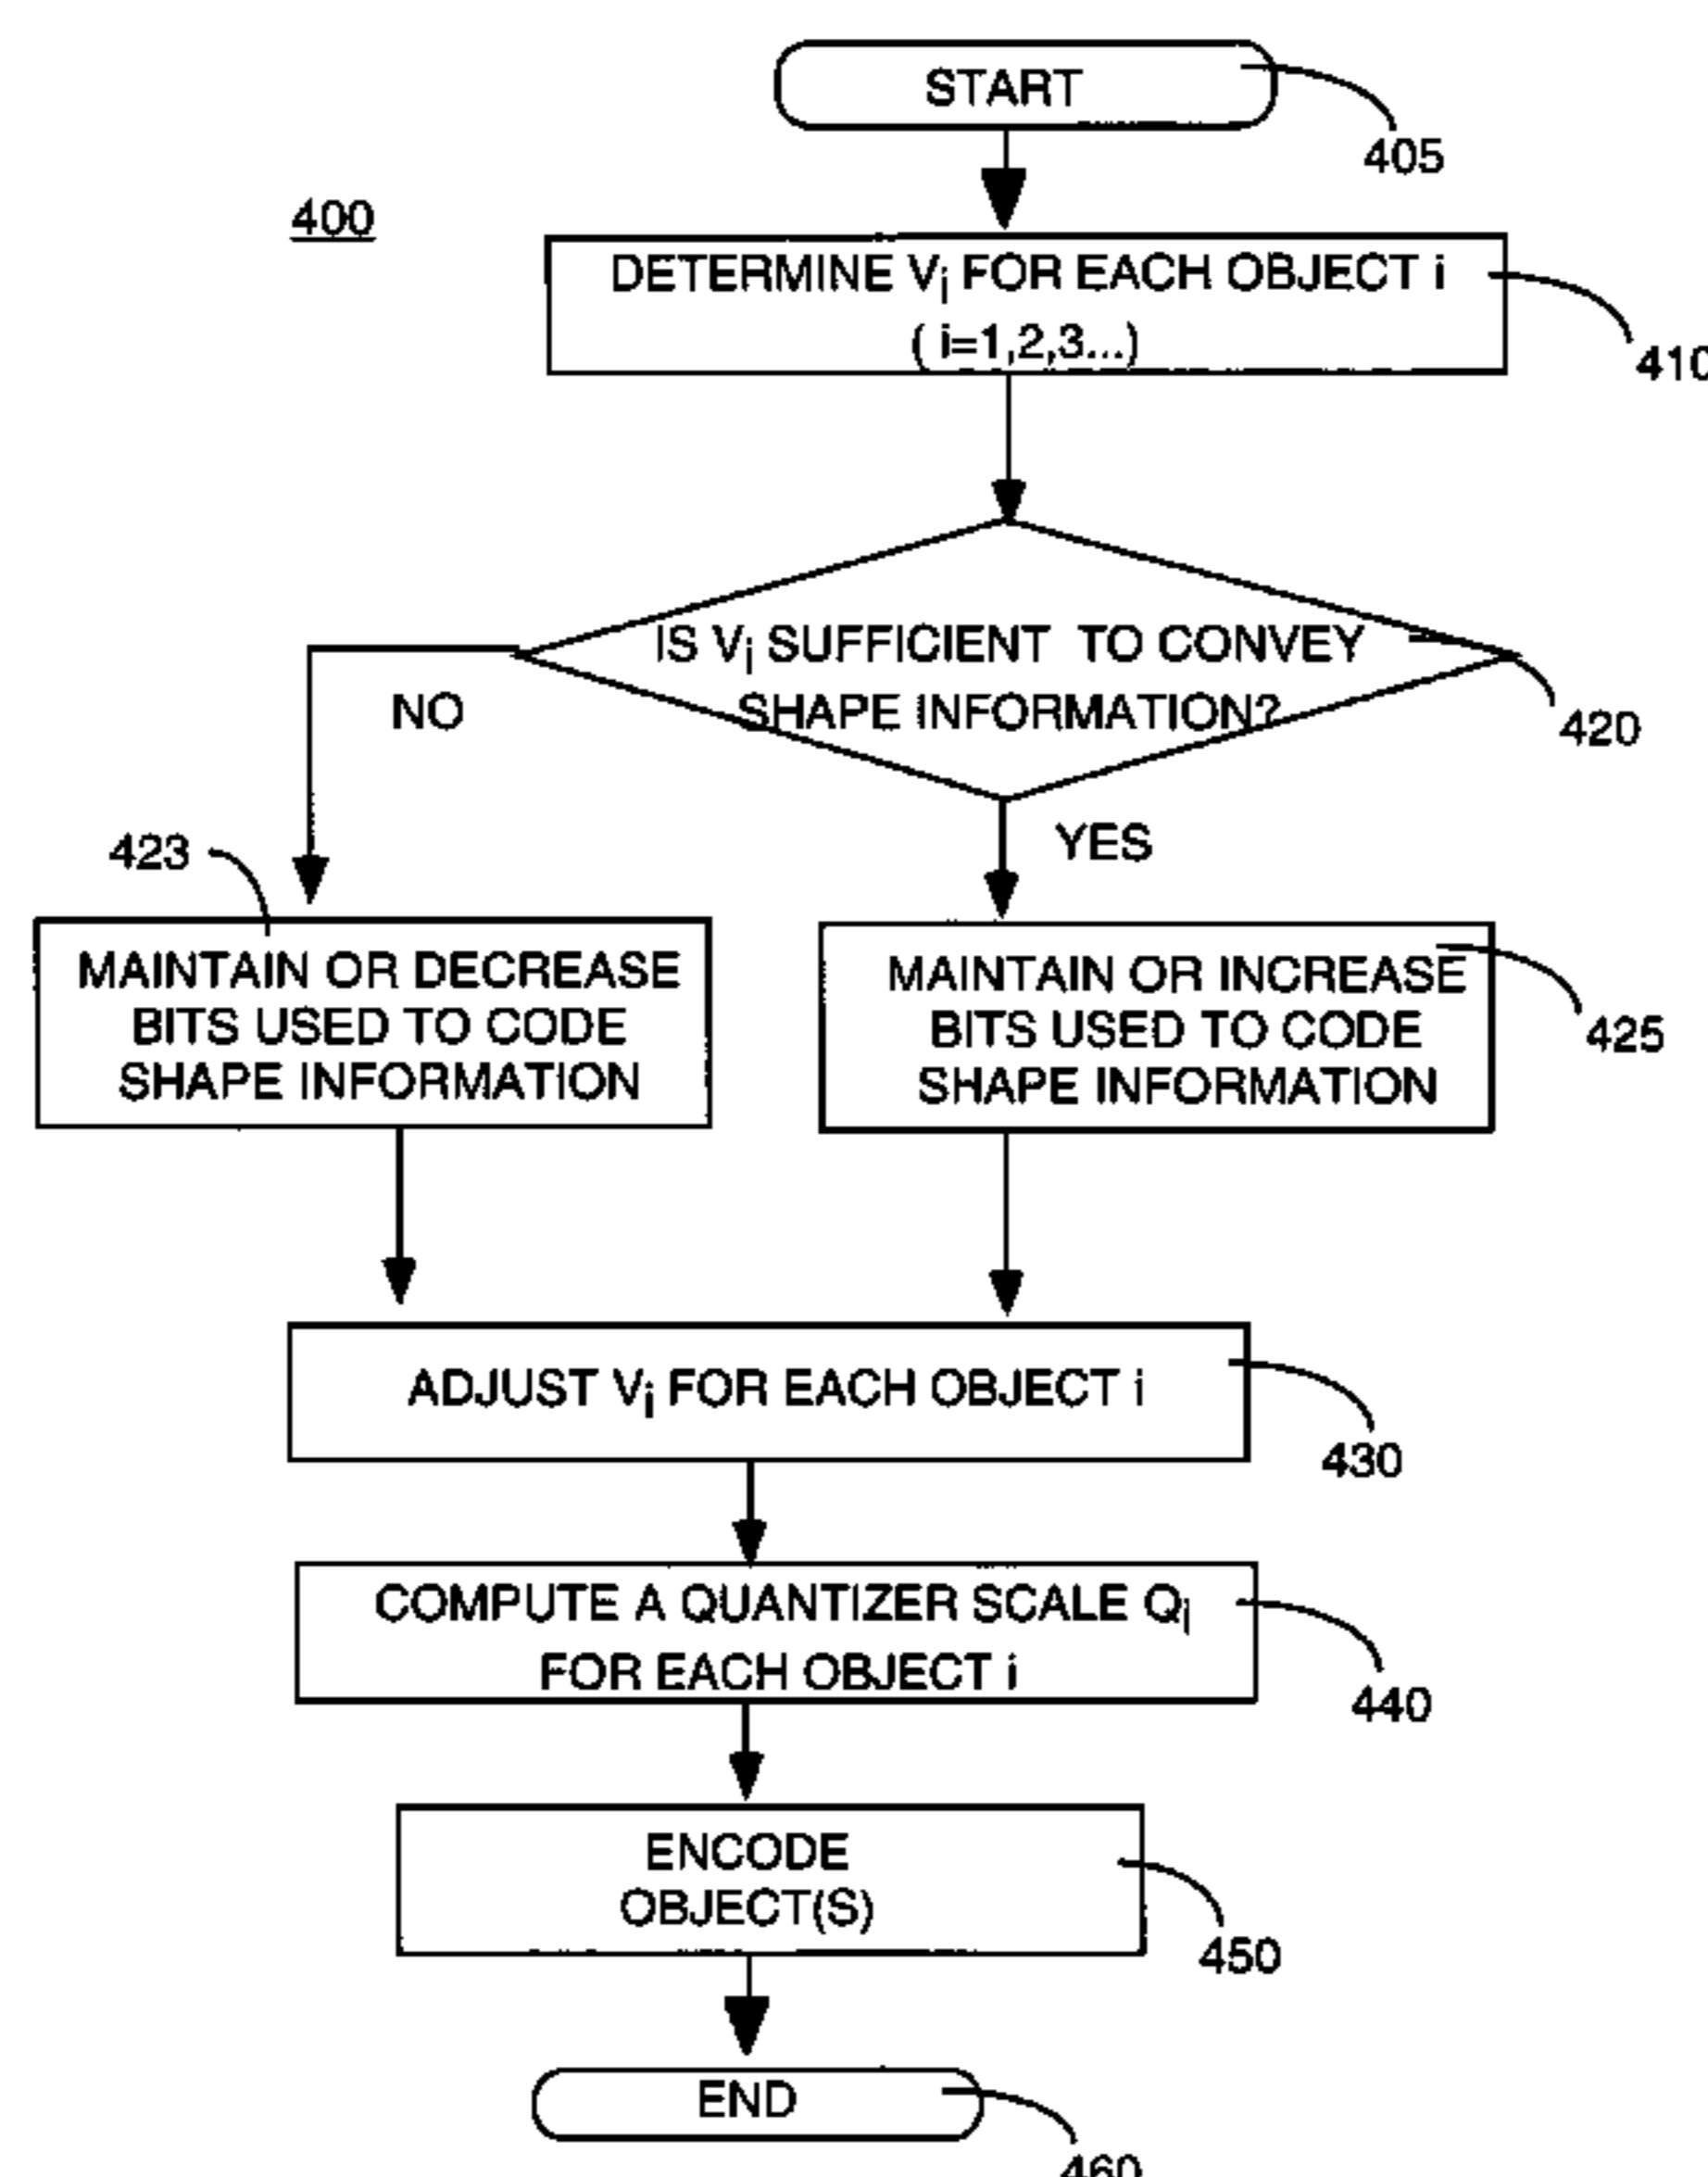 START
405
400
DETERMINE Vi FOR EACH OBJECT i
( i=1,2,3...)
410
IS Vi SUFFICIENT TO CONVEY
SHAPE INFORMATION?
420
NO
YES
423
MAINTAIN OR DECREASE
BITS USED TO CODE
SHAPE INFORMATION
MAINTAIN OR INCREASE
BITS USED TO CODE
SHAPE INFORMATION
425
ADJUST Vi FOR EACH OBJECT i
430
COMPUTE A QUANTIZER SCALE Qi
FOR EACH OBJECT i
440
ENCODE
OBJECT(S)
450
END
460